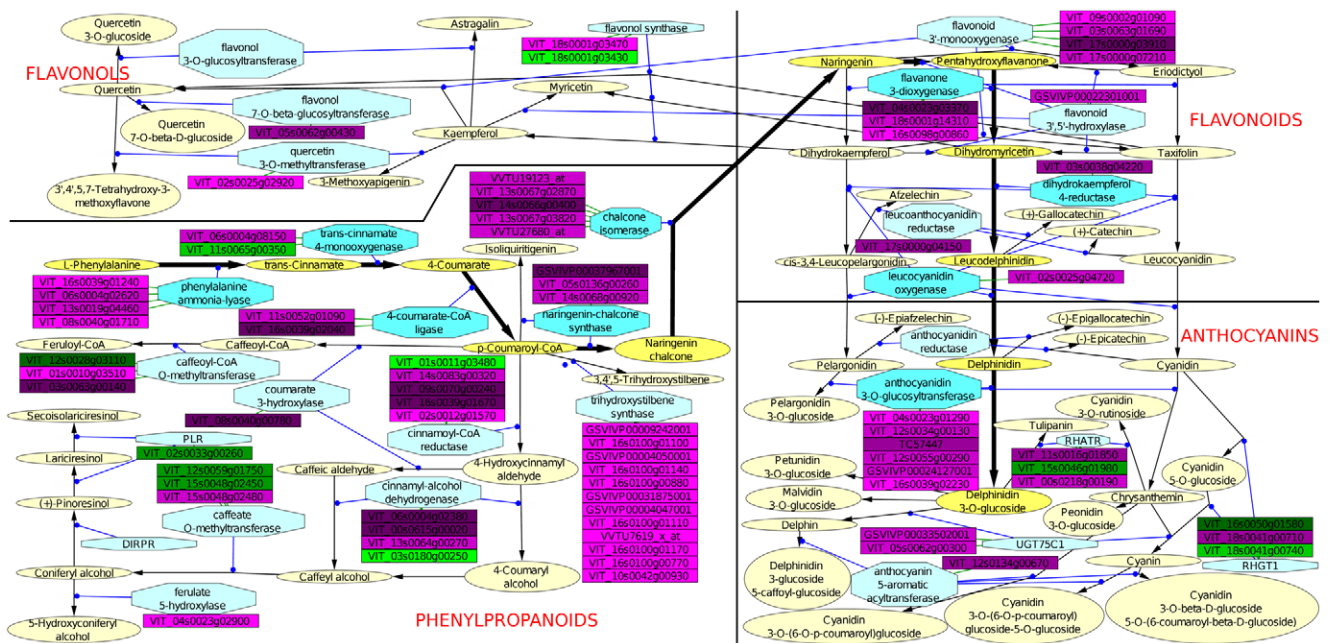 Quercetin
3-O-glucoside
flavonol
3-O-glucosyltransferase
FLAVONOLS
Quercetin
flavonol
7-O-beta-glucosyltransferase
VIT_05s0062g00430
Quercetin
7-O-beta-D-glucoside
quercetin
3-O-methyltransferase
VIT_02s0025g02920
3',4',5,7-Tetrahydroxy-3-
methoxyflavone
Astragalin
flavonol synthase
VIT_18s0001g03470
VIT_18s0001g03430
Myricetin
Kaempferol
3-Methoxyapigenin
flavonoid
3'-monooxygenase
VIT_09s0002g01090
VIT_03s0063g01690
VIT_17s0000g03910
VIT_17s0000g07210
Naringenin
Pentahydroxyflavanone
Eriodictyol
flavanone
3-dioxygenase
VIT_04s0023g03370
VIT_18s0001g14310
VIT_16s0098g00860
GSVIVP00022301001
flavonoid
3',5'-hydroxylase
FLAVONOIDS
Dihydrokaempferol
Dihydromyricetin
Taxifolin
VIT_03s0038g04220
dihydrokaempferol
4-reductase
Afzelechin
leucoanthocyanidin
reductase
VIT_17s0000g04150
(+)-Gallocatechin
(+)-Catechin
cis-3,4-Leucopelargonidin
Leucodelphinidin
Leucocyanidin
leucocyanidin
oxygenase
VIT_02s0025g04720
VVTU19123_at
VIT_13s0067g02870
VIT_14s0066g00400
VIT_13s0067g03820
VVTU27680_at
chalcone
isomerase
VIT_06s0004g08150
VIT_11s0065g00350
trans-cinnamate
4-monooxygenase
Isoliquiritigenin
L-Phenylalanine
trans-Cinnamate
4-Coumarate
VIT_16s0039g01240
VIT_06s0004g02620
VIT_13s0019g04460
VIT_08s0040g01710
phenylalanine
ammonia-lyase
VIT_11s0052g01090
VIT_16s0039g02040
4-coumarate-CoA
ligase
GSVIVP00037967001
VIT_05s0136g00260
VIT_14s0068g00920
naringenin-chalcone
synthase
Feruloyl-CoA
Caffeoyl-CoA
p-Coumaroyl-CoA
Naringenin
chalcone
VIT_12s0028g03110
VIT_01s0010g03510
VIT_03s0063g00140
caffeoyl-CoA
O-methyltransferase
coumarate
3-hydroxylase
VIT_08s0040g00780
VIT_01s0011g03480
VIT_14s0083g00320
VIT_09s0070g00240
VIT_16s0039g01670
VIT_02s0012g01570
cinnamoyl-CoA
reductase
3,4',5-Trihydroxystilbene
trihydroxystilbene
synthase
GSVIVP00009242001
VIT_16s0100g01100
GSVIVP00004050001
VIT_16s0100g01140
VIT_16s0100g00880
GSVIVP00031875001
GSVIVP00004047001
VIT_16s0100g01110
VVTU7619_x_at
VIT_16s0100g01170
VIT_16s0100g00770
VIT_10s0042g00930
Secoisolariciresinol
PLR
VIT_02s0033g00260
Lariciresinol
VIT_12s0059g01750
VIT_15s0048g02450
VIT_15s0048g02480
(+)-Pinoresinol
caffeate
O-methyltransferase
DIRPR
Caffeic aldehyde
4-Hydroxycinnamyl
aldehyde
cinnamyl-alcohol
dehydrogenase
VIT_06s0004g02380
VIT_00s0615g00020
VIT_13s0064g00270
VIT_03s0180g00250
Coniferyl alcohol
Caffeyl alcohol
4-Coumaryl
alcohol
ferulate
5-hydroxylase
VIT_04s0023g02900
5-Hydroxyconiferyl
alcohol
PHENYLPROPANOIDS
ANTHOCYANINS
(-)-Epiafzelechin
anthocyanidin
reductase
(-)-Epigallocatechin
(-)-Epicatechin
Pelargonidin
Delphinidin
Cyanidin
anthocyanidin
3-O-glucosyltransferase
VIT_04s0023g01290
VIT_12s0034g00130
TC57447
VIT_12s0055g00290
GSVIVP00024127001
VIT_16s0039g02230
Pelargonidin
3-O-glucoside
Cyanidin
3-O-rutinoside
Tulipanin
RHATR
VIT_11s0016g01850
VIT_15s0046g01980
VIT_00s0218g00190
Petunidin
3-O-glucoside
Malvidin
3-O-glucoside
Delphinidin
3-O-glucoside
Cyanidin
5-O-glucoside
Chrysanthemin
Peonidin
3-O-glucoside
Delphin
GSVIVP00033502001
VIT_05s0062g00300
UGT75C1
VIT_16s0050g01580
VIT_18s0041g00710
VIT_18s0041g00740
RHGT1
VIT_12s0134g00670
Cyanin
Delphinidin
3-glucoside
5-caffoyl-glucoside
anthocyanin
5-aromatic
acyltransferase
Cyanidin
3-O-(6-O-p-coumaroyl)glucoside
Cyanidin
3-O-(6-O-p-coumaroyl)
glucoside-5-O-glucoside
Cyanidin
3-O-beta-D-glucoside
5-O-(6-coumaroyl-beta-D-glucoside)